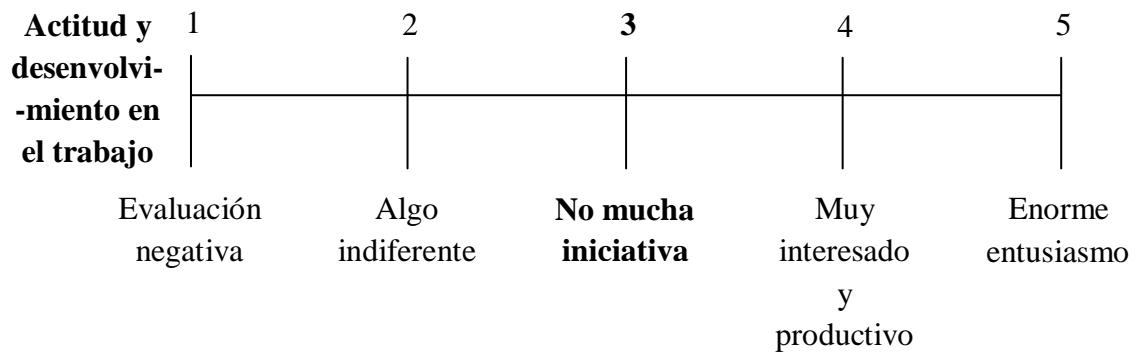 Actitud y
desenvolvi-
-miento en
el trabajo
1 2 3 4 5
Evaluación
negativa
Algo
indiferente
No mucha
iniciativa
Muy
interesado
y
productivo
Enorme
entusiasmo